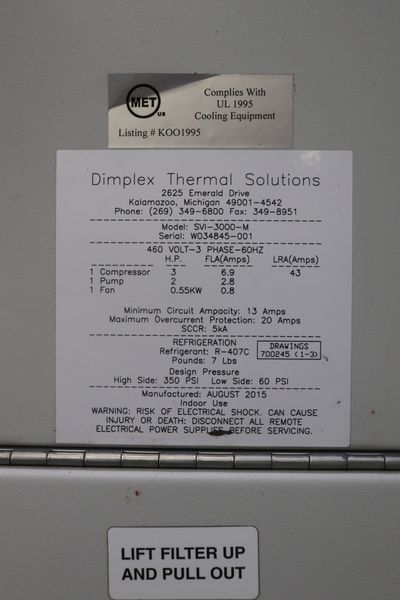 MET
US
Complies With
UL 1995
Cooling Equipment
Listing # KOO1995
Dimplex Thermal Solutions
2625 Emerald Drive
Kalamazoo, Michigan 49001-4542
Phone: (269) 349-6800 Fax: 349-8951
Model: SVI-3000-M
Serial: W034845-001
460 VOLT-3 PHASE-60HZ
H.P. FLA(Amps) LRA(Amps)
1 Compressor 3 6.9 43
1 Pump 2 2.8
1 Fan 0.55KW 0.8
Minimum Circuit Ampacity: 13 Amps
Maximum Overcurrent Protection: 20 Amps
SCCR: 5kA
REFRIGERATION
Refrigerant: R-407C
Pounds: 7 Lbs
DRAWINGS
700245 (1-3)
Design Pressure
High Side: 350 PSI Low Side: 60 PSI
Manufactured: AUGUST 2015
Indoor Use
WARNING: RISK OF ELECTRICAL SHOCK. CAN CAUSE
INJURY OR DEATH: DISCONNECT ALL REMOTE
ELECTRICAL POWER SUPPLIES BEFORE SERVICING.
LIFT FILTER UP
AND PULL OUT